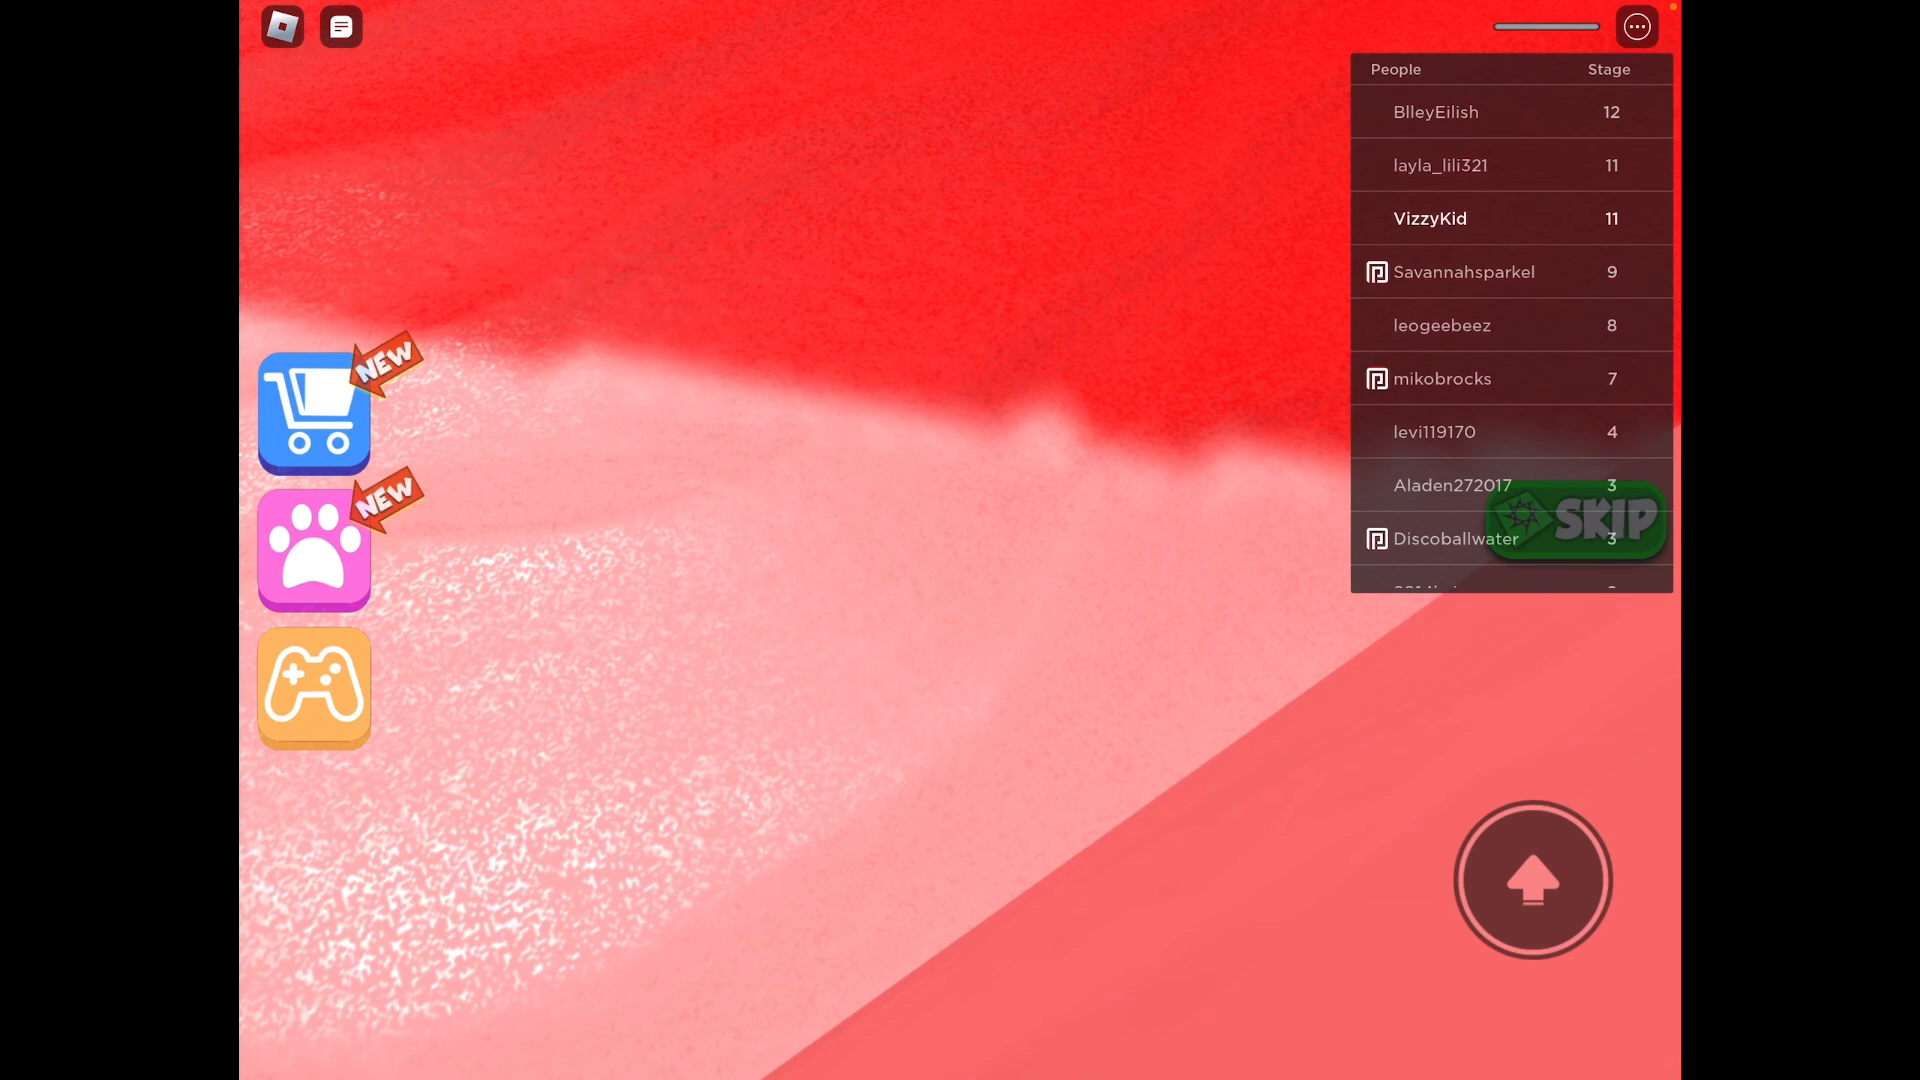 People Stage
BlleyEilish 12
layla_lili321 11
VizzyKid 11
Savannahsparkel 9
leogeebeez 8
mikobrocks 7
levi119170 4
Aladen272017 3
Discoballwater 3
NEW
NEW
SKIP